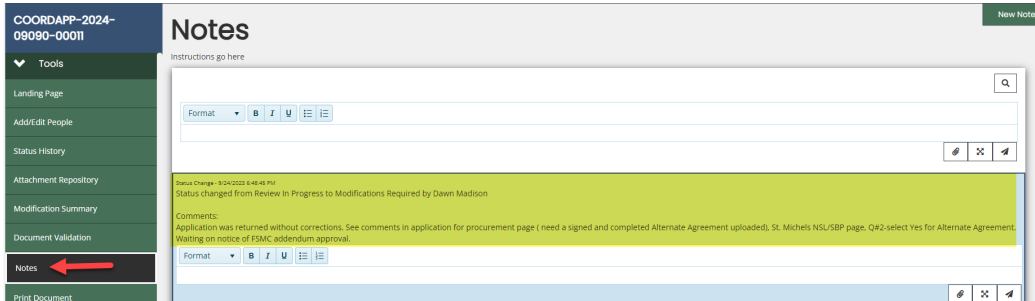 COORDAPP-2024-
09090-00011
Tools
Landing Page
Add/Edit People
Status History
Attachment Repository
Modification Summary
Document Validation
Notes
Print Document
Notes
New Note
Instructions go here
Format B I U
Status Change - 9/24/2023 6:48:45 PM
Status changed from Review In Progress to Modifications Required by Dawn Madison
Comments:
Application was returned without corrections. See comments in application for procurement page ( need a signed and completed Alternate Agreement uploaded), St. Michels NSL/SBP page, Q#2-select Yes for Alternate Agreement.
Waiting on notice of FSMC addendum approval.
Format B I U